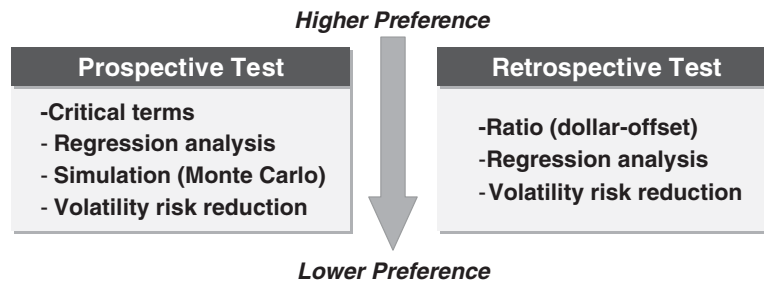 Higher Preference
Prospective Test
-Critical terms
- Regression analysis
- Simulation (Monte Carlo)
- Volatility risk reduction
Retrospective Test
-Ratio (dollar-offset)
-Regression analysis
-Volatility risk reduction
Lower Preference